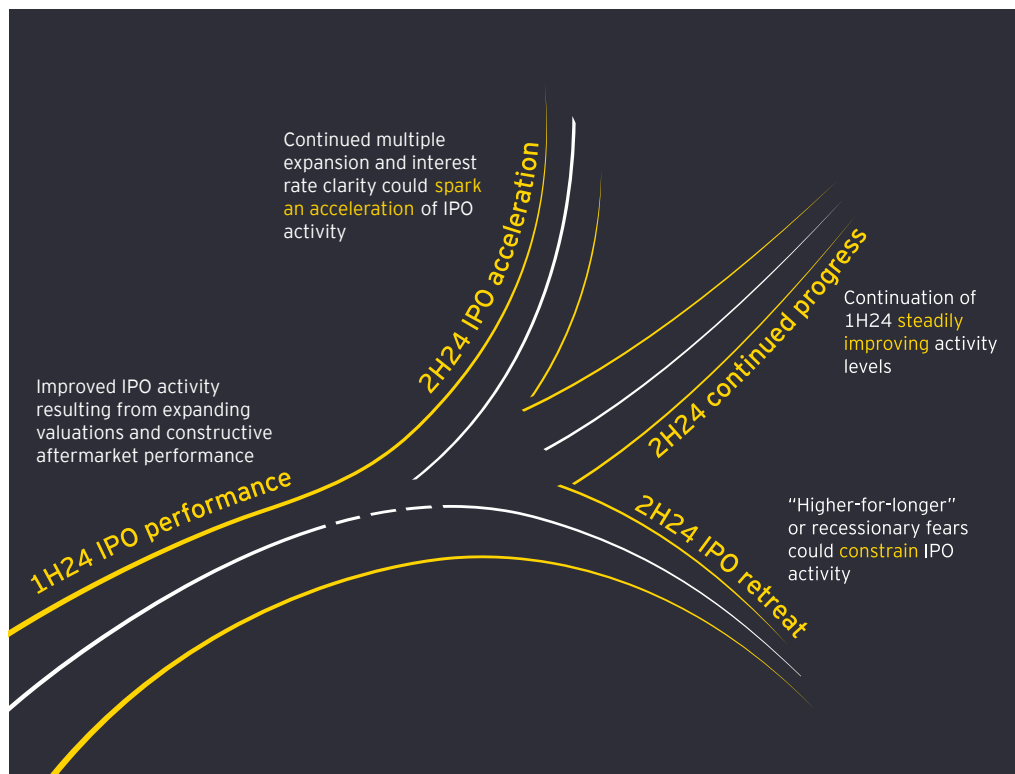 Continued multiple
expansion and interest
rate clarity could spark
an acceleration of IPO
activity
2H24 IPO acceleration
2H24 continued progress
Continuation of
1H24 steadily
improving activity
levels
Improved IPO activity
resulting from expanding
valuations and constructive
aftermarket performance
1H24 IPO performance
2H24 IPO retreat
“Higher-for-longer”
or recessionary fears
could constrain IPO
activity